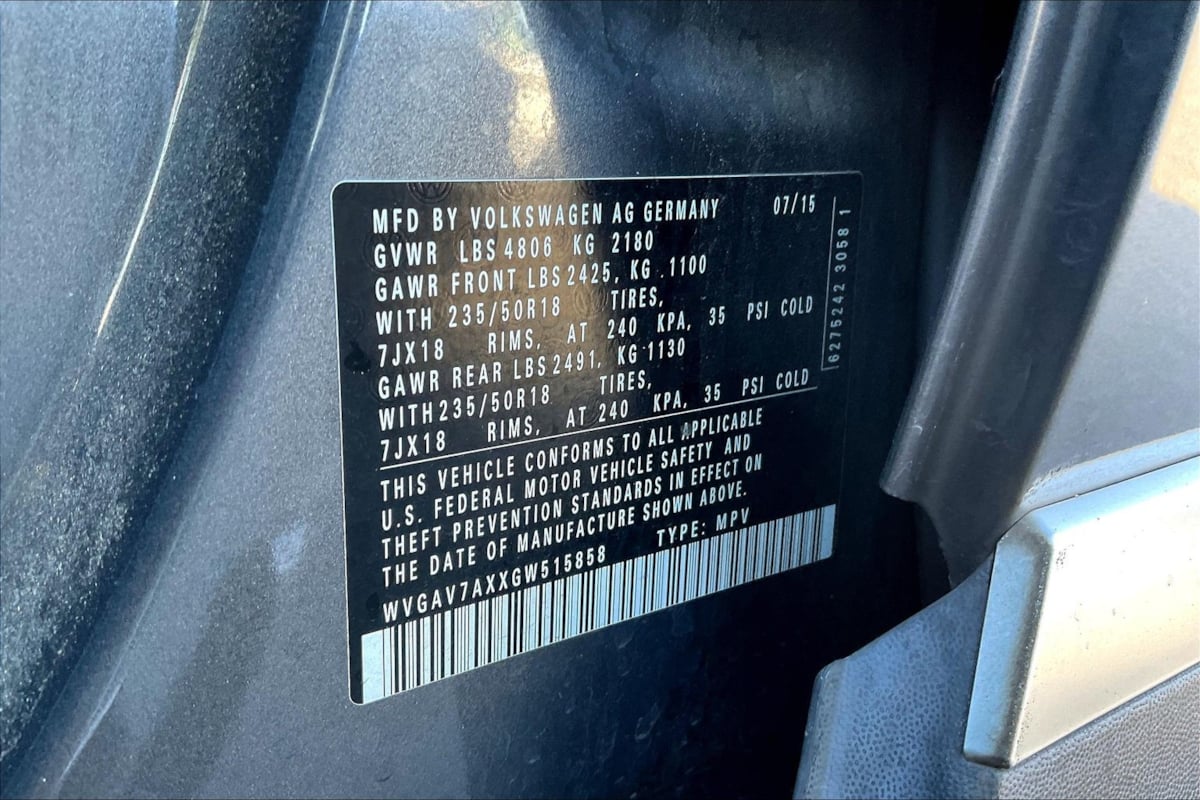 MFD BY VOLKSWAGEN AG GERMANY 07/15
GVWR LBS 4806 KG 2180
GAWR FRONT LBS 2425, KG .1100
WITH 235/50R18 TIRES,
7JX18 RIMS, AT 240 KPA, 35 PSI COLD
GAWR REAR LBS 2491, KG 1130
WITH 235/50R18 TIRES,
7JX18 RIMS, AT 240 KPA, 35 PSI COLD
THIS VEHICLE CONFORMS TO ALL APPLICABLE
U.S. FEDERAL MOTOR VEHICLE SAFETY AND
THEFT PREVENTION STANDARDS IN EFFECT ON
THE DATE OF MANUFACTURE SHOWN ABOVE.
WVGAV7AXXGW515858 TYPE: MPV
6275242 30581